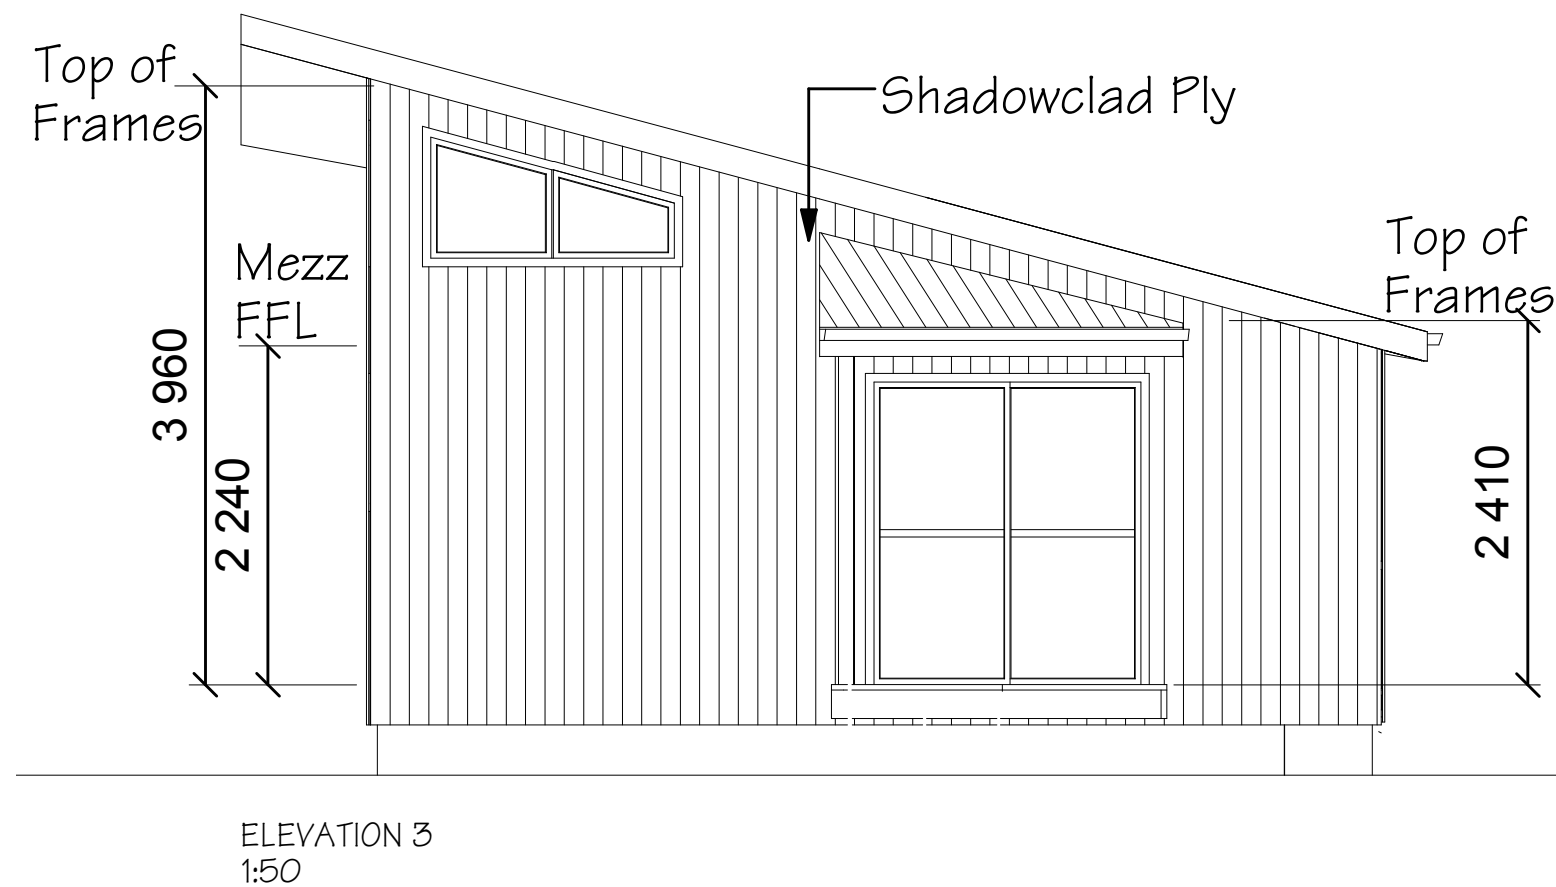 Top of
Frames
Shadowclad Ply
Top of
Frames
Mezz
FFL
3 960
2 240
2 410
ELEVATION 3
1:50